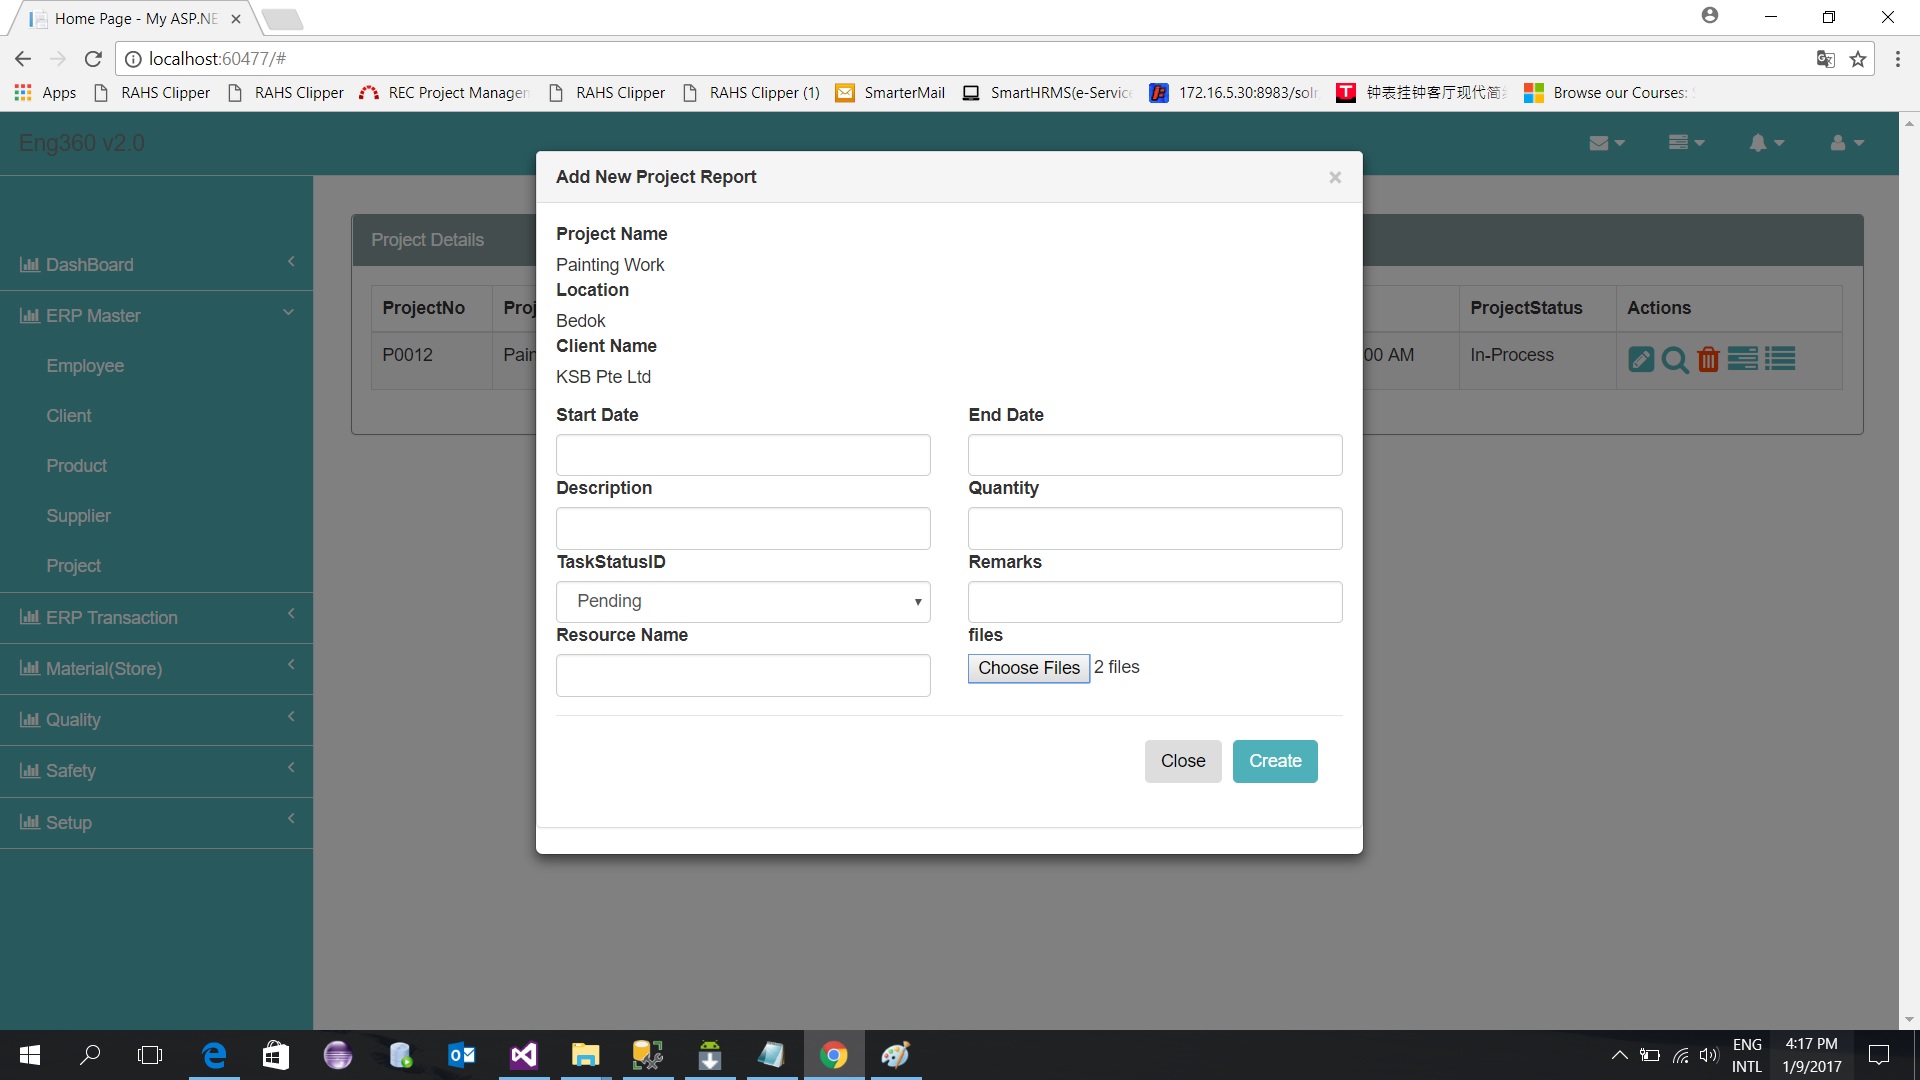 Home Page - My ASP.NE
localhost:60477/#
Apps RAHS Clipper RAHS Clipper REC Project Managen RAHS Clipper RAHS Clipper (1) SmarterMail SmartHRMS(e-Service 172.16.5.30:8983/solr 钟表挂钟客厅现代简 Browse our Courses:
Eng360 v2.0
Add New Project Report ×
Project Details
DashBoard
ERP Master
Employee
Client
Product
Supplier
Project
ERP Transaction
Material(Store)
Quality
Safety
Setup
ProjectNo Proj ProjectStatus Actions
P0012 Pain 00 AM In-Process
Project Name
Painting Work
Location
Bedok
Client Name
KSB Pte Ltd
Start Date End Date
Description Quantity
TaskStatusID Remarks
Pending
Resource Name files
Choose Files 2 files
Close Create
ENG 4:17 PM
INTL 1/9/2017